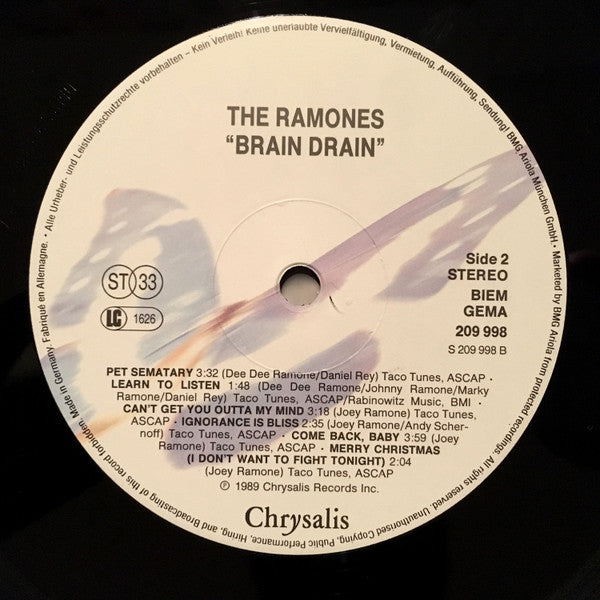 • Alle Urheber- und Leistungsschutzrechte vorbehalten – Kein Verleih! Keine unerlaubte Vervielfältigung, Vermietung, Aufführung, Sendung! BMG Ariola München GmbH. • Marketed by BMG Ariola from protected recordings. All rights reserved. Unauthorised Copying, Public Performance, Hiring, and Broadcasting of this record forbidden. Made in Germany. Fabriqué en Allemagne.
THE RAMONES
“BRAIN DRAIN”
Side 2
STEREO
BIEM
GEMA
209 998
S 209 998 B
ST 33
LC 1626
PET SEMATARY 3:32 (Dee Dee Ramone/Daniel Rey) Taco Tunes, ASCAP ·
LEARN TO LISTEN 1:48 (Dee Dee Ramone/Johnny Ramone/Marky
Ramone/Daniel Rey) Taco Tunes, ASCAP/Rabinowitz Music, BMI ·
CAN'T GET YOU OUTTA MY MIND 3:18 (Joey Ramone) Taco Tunes,
ASCAP · IGNORANCE IS BLISS 2:35 (Joey Ramone/Andy Scher-
noff) Taco Tunes, ASCAP · COME BACK, BABY 3:59 (Joey
Ramone) Taco Tunes, ASCAP · MERRY CHRISTMAS
(I DON'T WANT TO FIGHT TONIGHT) 2:04
(Joey Ramone) Taco Tunes, ASCAP
℗ 1989 Chrysalis Records Inc.
Chrysalis